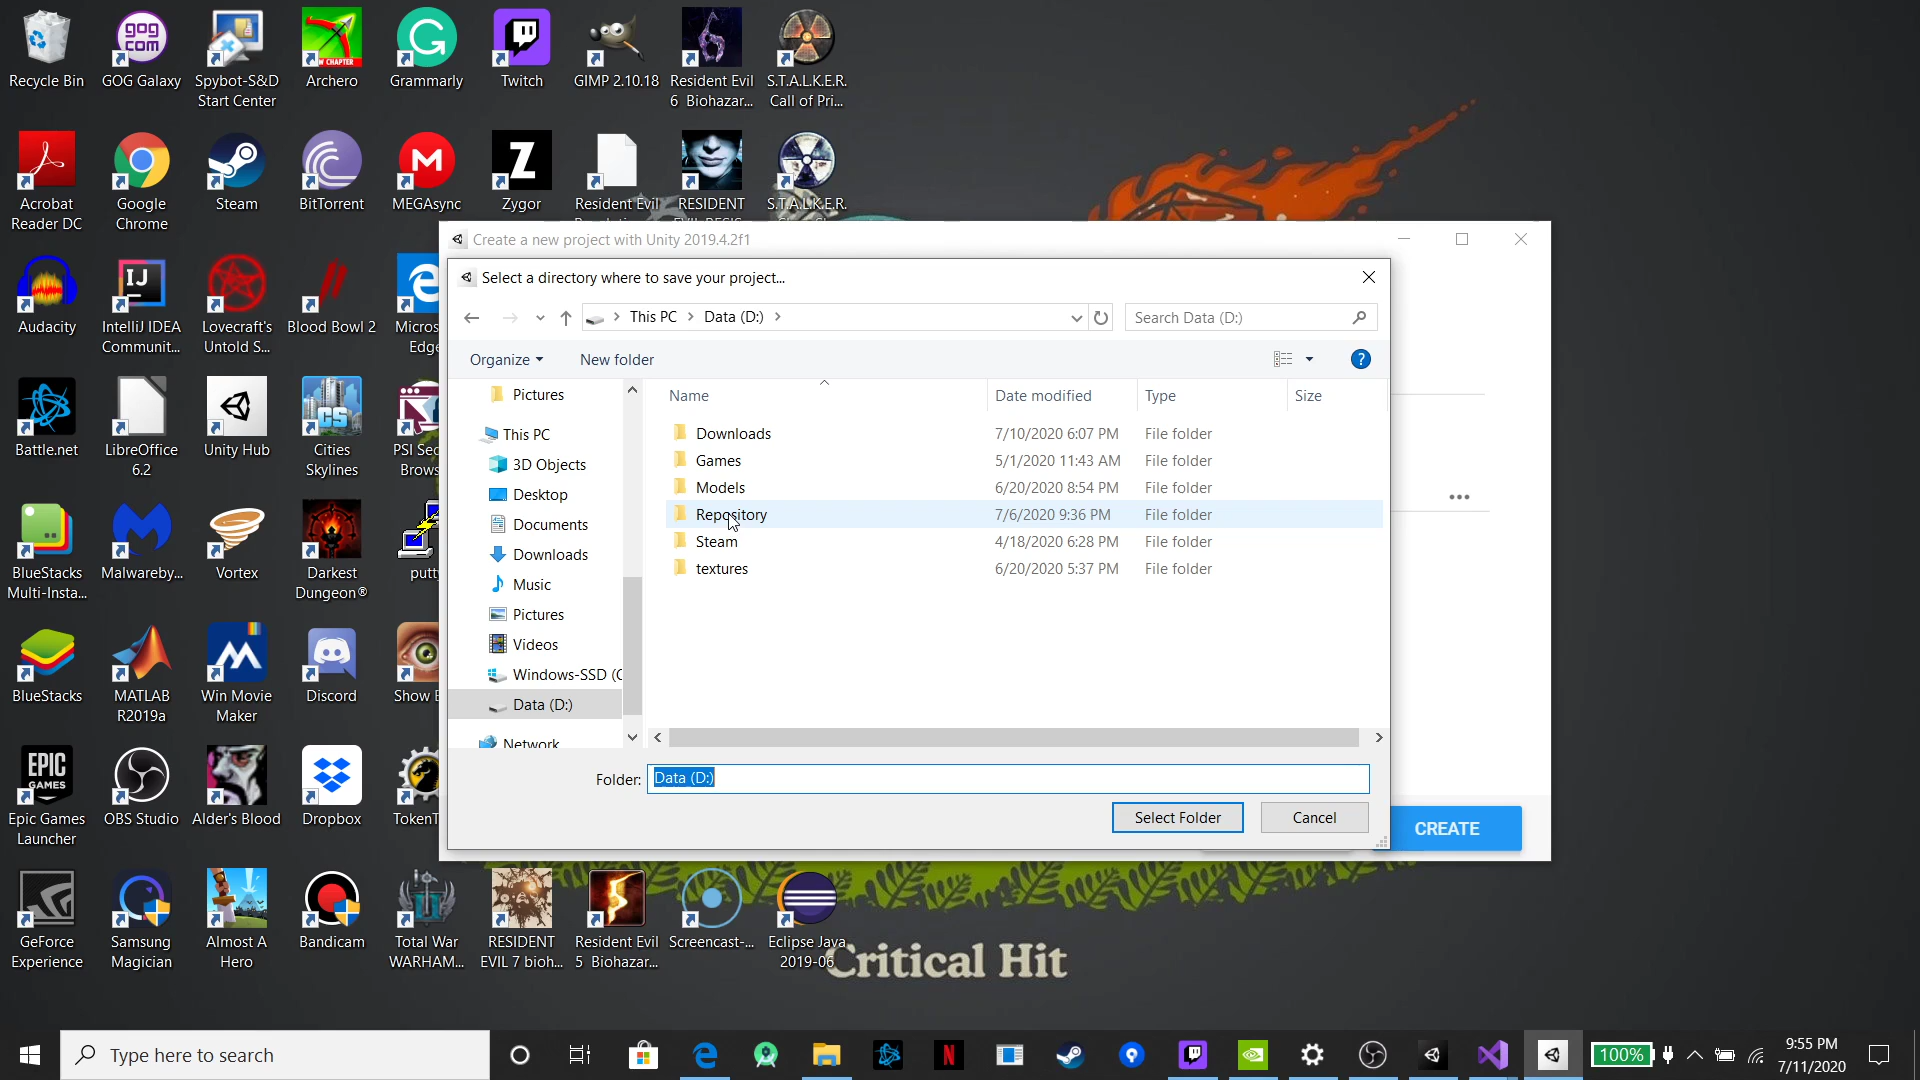 Recycle Bin
GOG Galaxy
Spybot-S&D
Start Center
Archero
Grammarly
Twitch
GIMP 2.10.18
Resident Evil
6 Biohazar...
S.T.A.L.K.E.R.
Call of Pri...
Acrobat
Reader DC
Google
Chrome
Steam
BitTorrent
MEGAsync
Zygor
Resident Evil
RESIDENT
S.T.A.L.K.E.R.
Audacity
IntelliJ IDEA
Communit...
Lovecraft's
Untold S...
Blood Bowl 2
Micros
Edge
Battle.net
LibreOffice
6.2
Unity Hub
Cities
Skylines
PSI Sec
Brows
BlueStacks
Multi-Insta...
Malwareby...
Vortex
Darkest
Dungeon®
putty
BlueStacks
MATLAB
R2019a
Win Movie
Maker
Discord
Show
Epic Games
Launcher
OBS Studio
Alder's Blood
Dropbox
TokenT
GeForce
Experience
Samsung
Magician
Almost A
Hero
Bandicam
Total War
WARHAM...
RESIDENT
EVIL 7 bioh...
Resident Evil
5 Biohazar...
Screencast-...
Eclipse Java
2019-06
Critical Hit
Create a new project with Unity 2019.4.2f1
Select a directory where to save your project...
This PC > Data (D:) >
Search Data (D:)
Organize
New folder
Pictures
This PC
3D Objects
Desktop
Documents
Downloads
Music
Pictures
Videos
Windows-SSD (C
Data (D:)
Network
Name Date modified Type Size
Downloads 7/10/2020 6:07 PM File folder
Games 5/1/2020 11:43 AM File folder
Models 6/20/2020 8:54 PM File folder
Repository 7/6/2020 9:36 PM File folder
Steam 4/18/2020 6:28 PM File folder
textures 6/20/2020 5:37 PM File folder
Folder: Data (D:)
Select Folder
Cancel
CREATE
Type here to search
100%
9:55 PM
7/11/2020